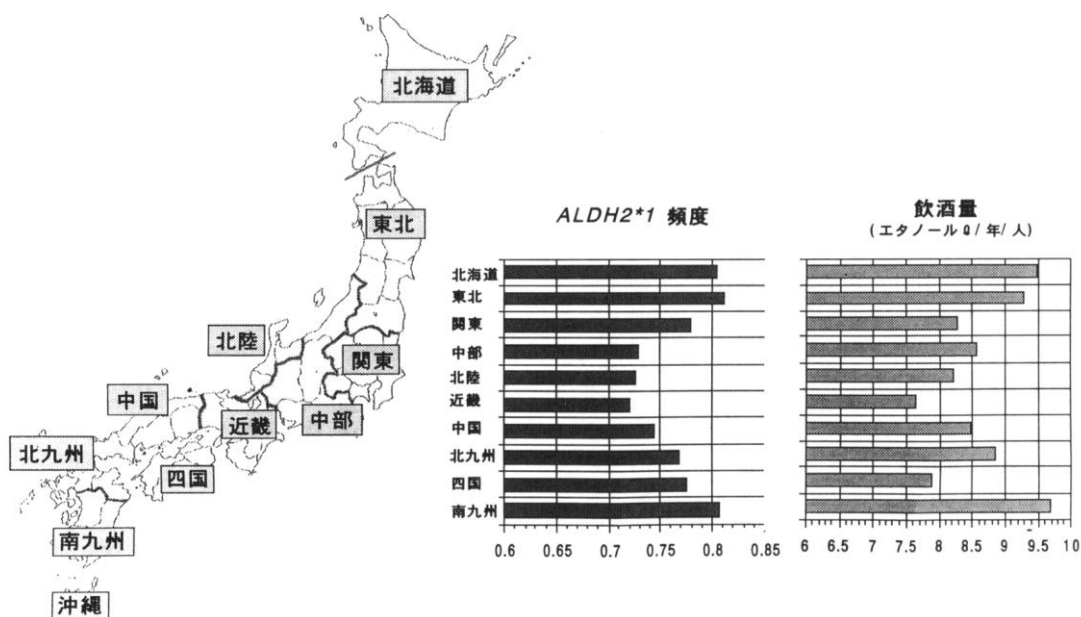 北海道
東北
北陸
関東
中国
近畿
中部
北九州
四国
南九州
沖縄
ALDH2*1 頻度
北海道
東北
関東
中部
北陸
近畿
中国
北九州
四国
南九州
0.6 0.65 0.7 0.75 0.8 0.85
飲酒量
(エタノールℓ/年/人)
6 6.5 7 7.5 8 8.5 9 9.5 10